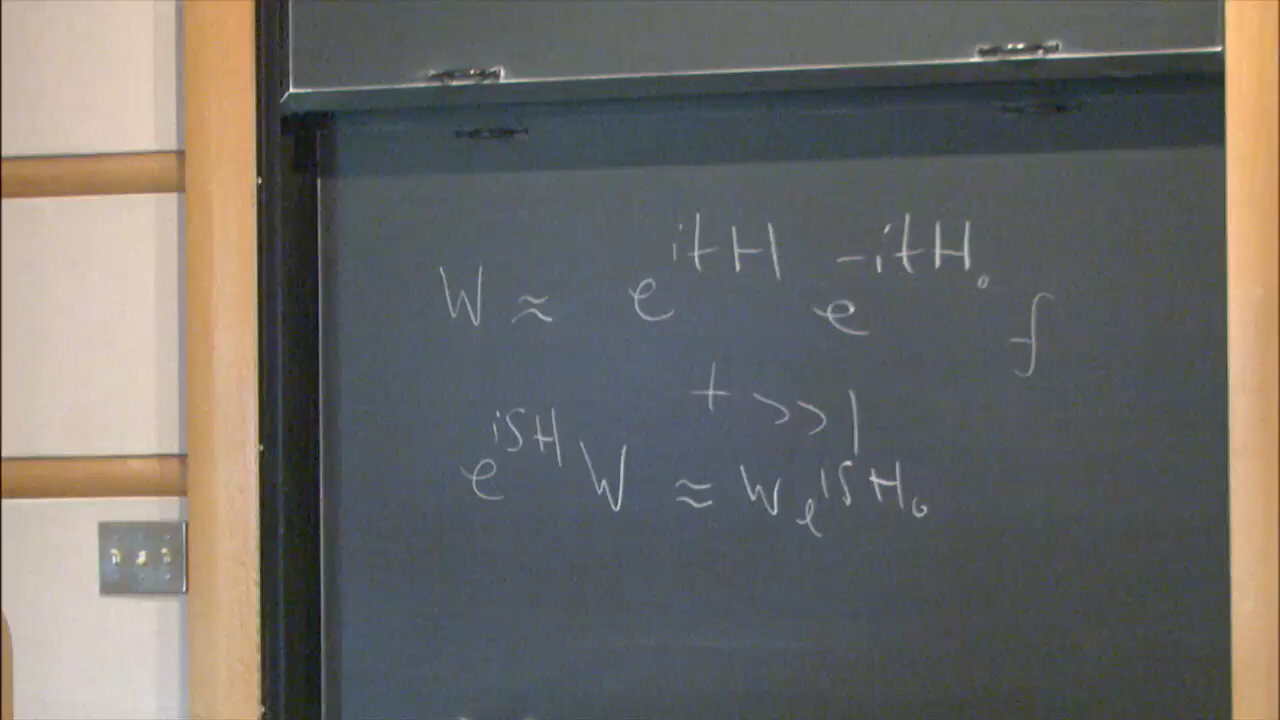 W ≈ e^{itH} e^{-itH₀} f
t >> 1
e^{isH} W ≈ W e^{isH₀}